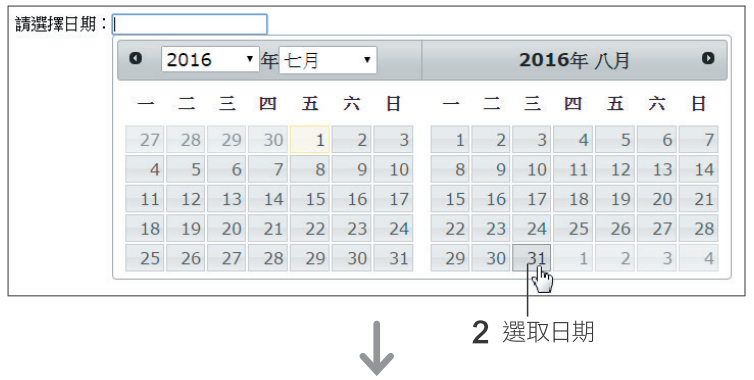 請選擇日期：
2016 年 七月 2016年 八月
一 二 三 四 五 六 日 一 二 三 四 五 六 日
27 28 29 30 1 2 3 1 2 3 4 5 6 7
4 5 6 7 8 9 10 8 9 10 11 12 13 14
11 12 13 14 15 16 17 15 16 17 18 19 20 21
18 19 20 21 22 23 24 22 23 24 25 26 27 28
25 26 27 28 29 30 31 29 30 31 1 2 3 4
2 選取日期